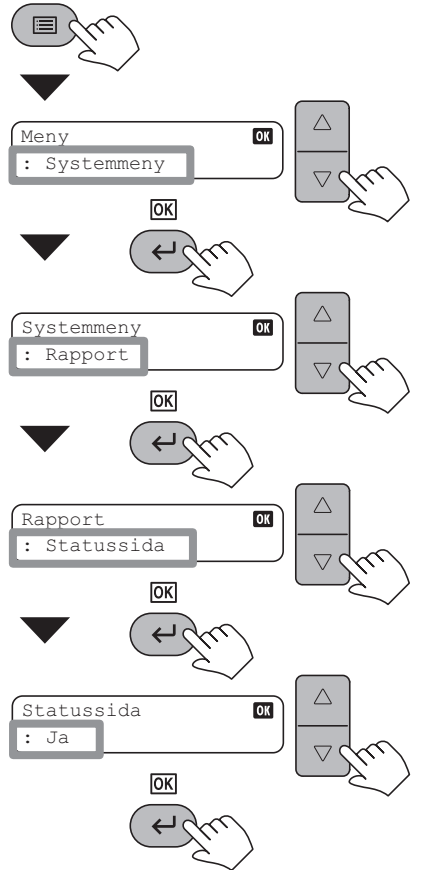 Meny OK
: Systemmeny
OK
Systemmeny OK
: Rapport
OK
Rapport OK
: Statussida
OK
Statussida OK
: Ja
OK